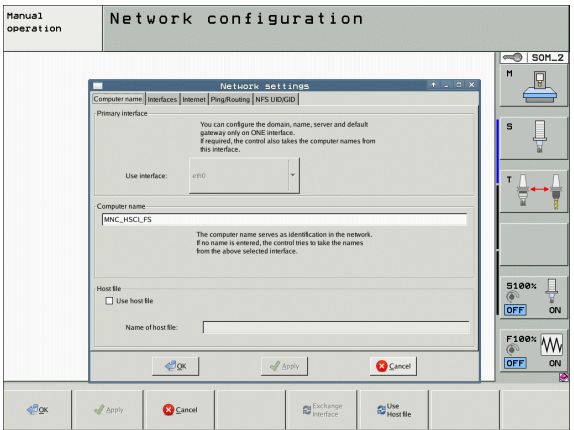 Manual
operation
Network configuration
SOM_2
Network settings
Computer name Interfaces Internet Ping/Routing NFS UID/GID
Primary interface
You can configure the domain, name, server and default
gateway only on ONE interface.
If required, the control also takes the computer names from
this interface.
Use interface: eth0
Computer name
MNC_HSCI_FS
The computer name serves as identification in the network.
If no name is entered, the control tries to take the names
from the above selected interface.
Host file
Use host file
Name of host file:
OK Apply Cancel
M
S
T
S100%
OFF ON
F100%
OFF ON
OK Apply Cancel
Exchange
Interface
Use
Host file